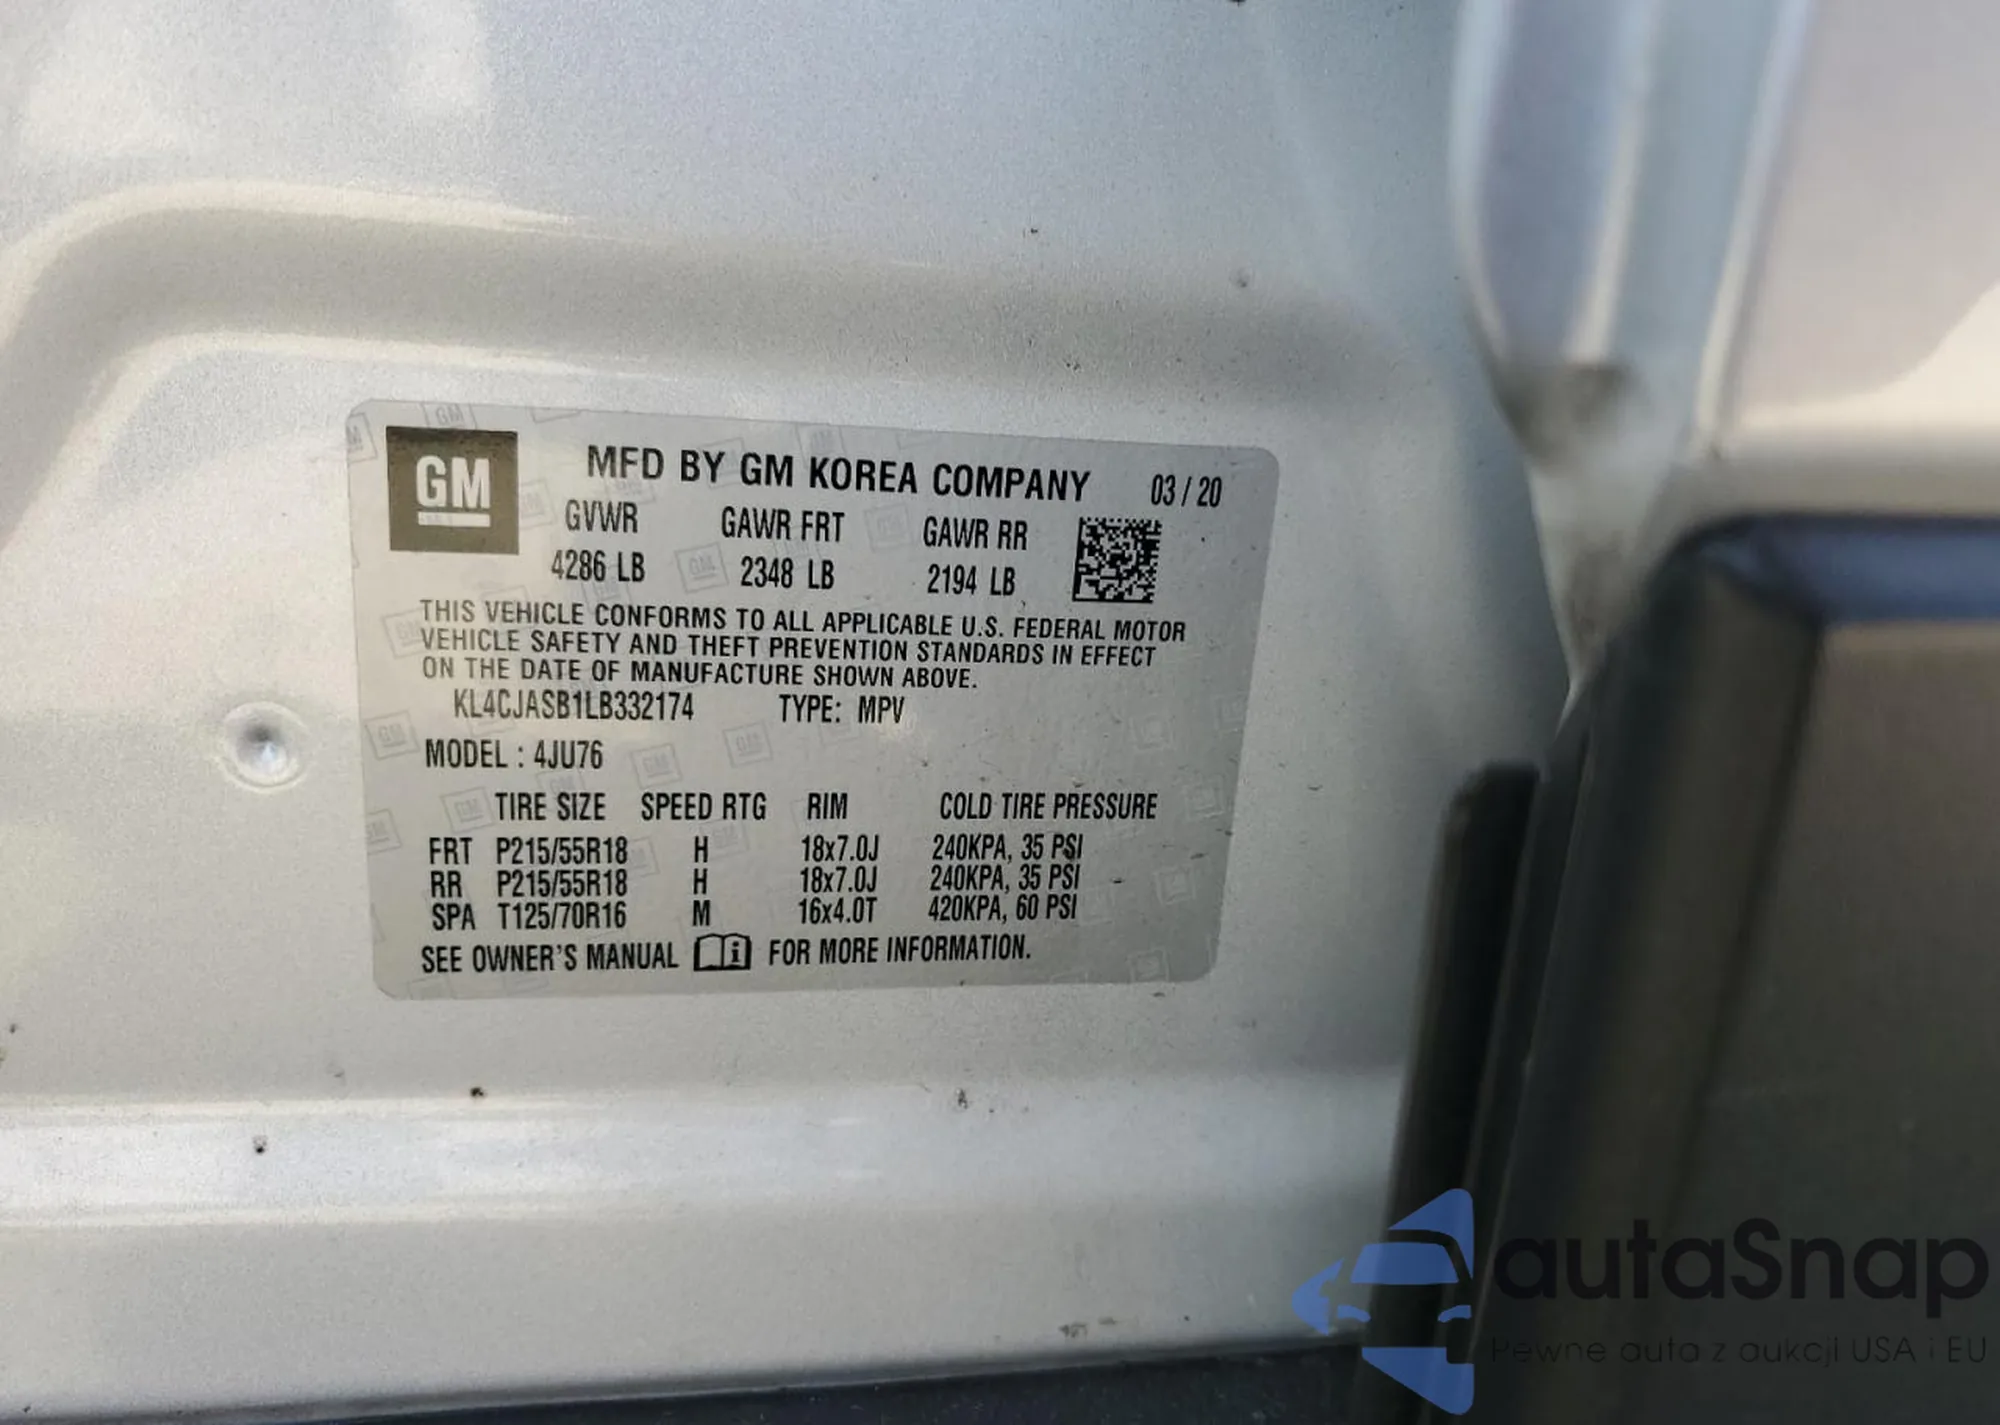 GM
MFD BY GM KOREA COMPANY 03 / 20
GVWR GAWR FRT GAWR RR
4286 LB 2348 LB 2194 LB
THIS VEHICLE CONFORMS TO ALL APPLICABLE U.S. FEDERAL MOTOR
VEHICLE SAFETY AND THEFT PREVENTION STANDARDS IN EFFECT
ON THE DATE OF MANUFACTURE SHOWN ABOVE.
KL4CJASB1LB332174 TYPE: MPV
MODEL : 4JU76
TIRE SIZE SPEED RTG RIM COLD TIRE PRESSURE
FRT P215/55R18 H 18x7.0J 240KPA, 35 PSI
RR P215/55R18 H 18x7.0J 240KPA, 35 PSI
SPA T125/70R16 M 16x4.0T 420KPA, 60 PSI
SEE OWNER'S MANUAL FOR MORE INFORMATION.
autaSnap
Pewne auta z aukcji USA i EU